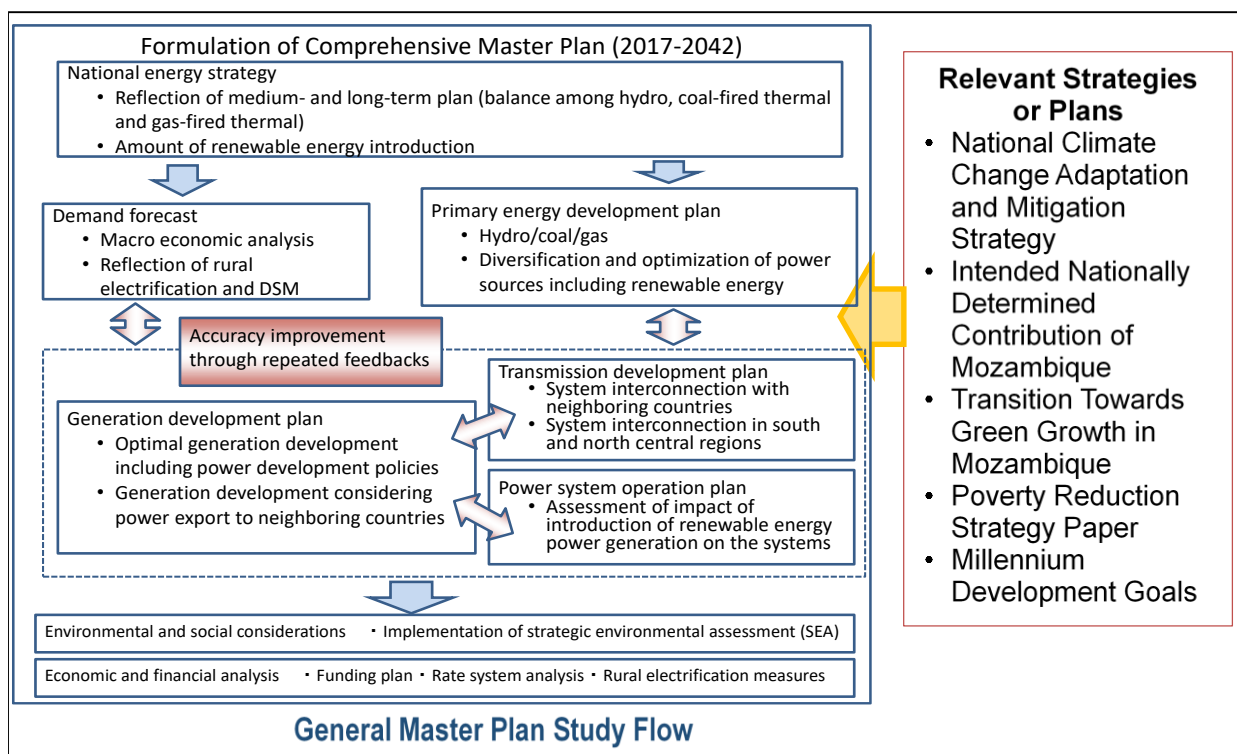 Formulation of Comprehensive Master Plan (2017-2042)
National energy strategy
• Reflection of medium- and long-term plan (balance among hydro, coal-fired thermal
and gas-fired thermal)
• Amount of renewable energy introduction
Demand forecast
• Macro economic analysis
• Reflection of rural
electrification and DSM
Primary energy development plan
• Hydro/coal/gas
• Diversification and optimization of power
sources including renewable energy
Accuracy improvement
through repeated feedbacks
Generation development plan
• Optimal generation development
including power development policies
• Generation development considering
power export to neighboring countries
Transmission development plan
• System interconnection with
neighboring countries
• System interconnection in south
and north central regions
Power system operation plan
• Assessment of impact of
introduction of renewable energy
power generation on the systems
Environmental and social considerations ・Implementation of strategic environmental assessment (SEA)
Economic and financial analysis ・Funding plan ・Rate system analysis ・Rural electrification measures
General Master Plan Study Flow
Relevant Strategies
or Plans
• National Climate
Change Adaptation
and Mitigation
Strategy
• Intended Nationally
Determined
Contribution of
Mozambique
• Transition Towards
Green Growth in
Mozambique
• Poverty Reduction
Strategy Paper
• Millennium
Development Goals